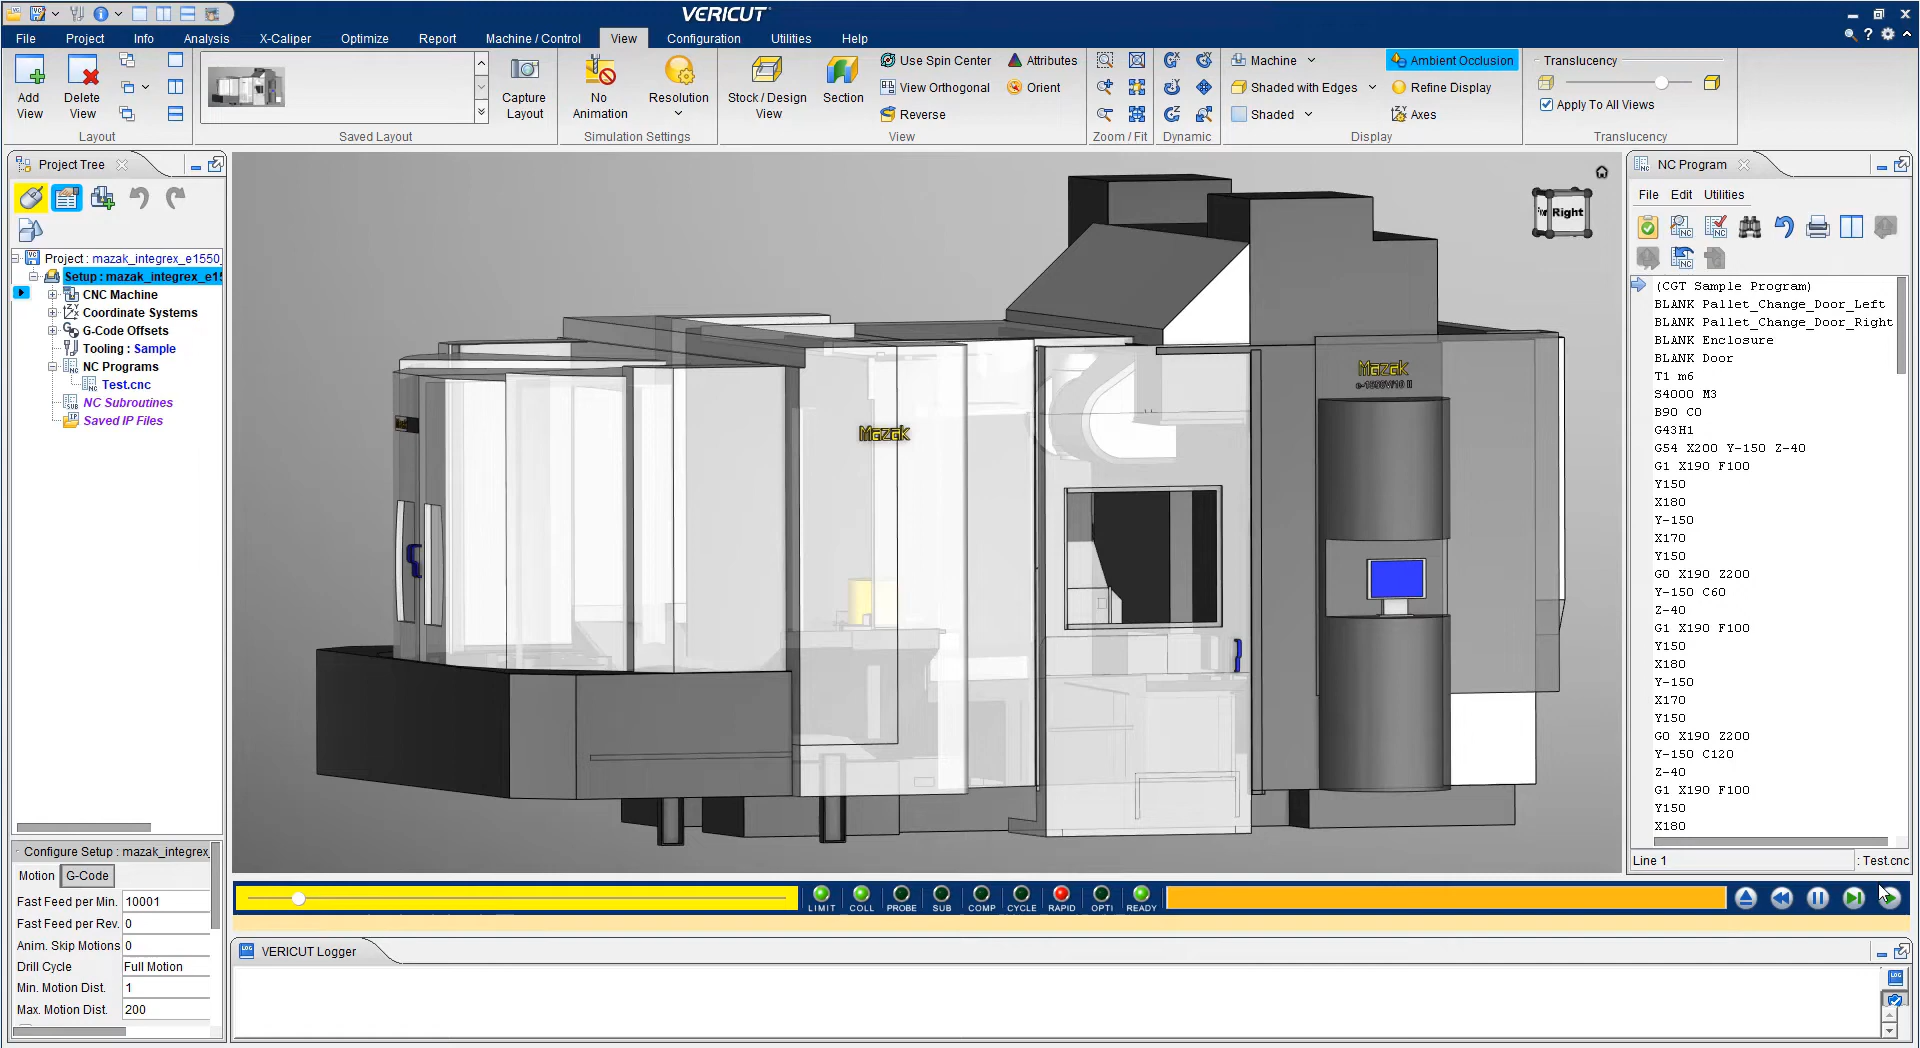 VERICUT
File Project Info Analysis X-Caliper Optimize Report Machine / Control View Configuration Utilities Help
Add View
Delete View
Layout
Saved Layout
Capture Layout
No Animation
Resolution
Simulation Settings
Stock / Design View
Section
Use Spin Center
View Orthogonal
Reverse
Attributes
Orient
View
Zoom / Fit
Dynamic
Machine
Shaded with Edges
Shaded
Ambient Occlusion
Refine Display
Axes
Display
Translucency
Apply To All Views
Translucency
Project Tree
Project : mazak_integrex_e1550_
Setup : mazak_integrex_e15
CNC Machine
Coordinate Systems
G-Code Offsets
Tooling : Sample
NC Programs
Test.cnc
NC Subroutines
Saved IP Files
Configure Setup : mazak_integrex_
Motion G-Code
Fast Feed per Min. 10001
Fast Feed per Rev. 0
Anim. Skip Motions 0
Drill Cycle Full Motion
Min. Motion Dist. 1
Max. Motion Dist. 200
Right
Mazak
Mazak
e-1550V/10 II
LIMIT COLL PROBE SUB COMP CYCLE RAPID OPTI READY
VERICUT Logger
NC Program
File Edit Utilities
(CGT Sample Program)
BLANK Pallet_Change_Door_Left
BLANK Pallet_Change_Door_Right
BLANK Enclosure
BLANK Door
T1 m6
S4000 M3
B90 C0
G43H1
G54 X200 Y-150 Z-40
G1 X190 F100
Y150
X180
Y-150
X170
Y150
G0 X190 Z200
Y-150 C60
Z-40
G1 X190 F100
Y150
X180
Y-150
X170
Y150
G0 X190 Z200
Y-150 C120
Z-40
G1 X190 F100
Y150
X180
Line 1 : Test.cnc